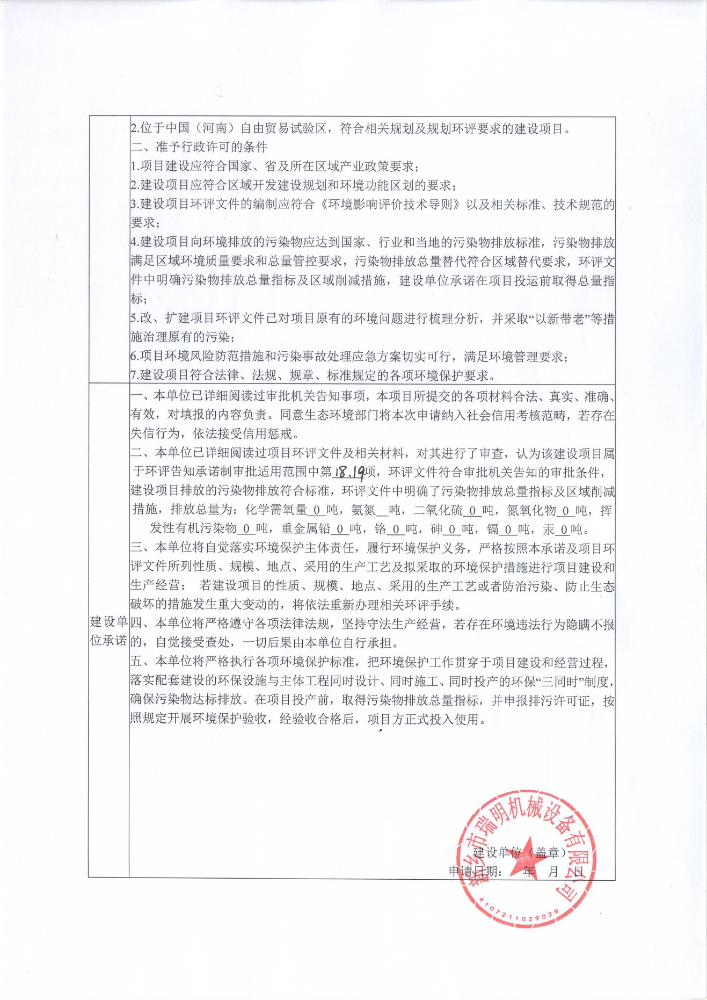 2.位于中国（河南）自由贸易试验区，符合相关规划及规划环评要求的建设项目。
二、准予行政许可的条件
1.项目建设应符合国家、省及所在区域产业政策要求；
2.建设项目应符合区域开发建设规划和环境功能区划的要求；
3.建设项目环评文件的编制应符合《环境影响评价技术导则》以及相关标准、技术规范的
要求；
4.建设项目向环境排放的污染物应达到国家、行业和当地的污染物排放标准，污染物排放
满足区域环境质量要求和总量管控要求，污染物排放总量替代符合区域替代要求，环评文
件中明确污染物排放总量指标及区域削减措施，建设单位承诺在项目投运前取得总量指
标；
5.改、扩建项目环评文件已对项目原有的环境问题进行梳理分析，并采取“以新带老”等措
施治理原有的污染；
6.项目环境风险防范措施和污染事故处理应急方案切实可行，满足环境管理要求；
7.建设项目符合法律、法规、规章、标准规定的各项环境保护要求。
建设单
位承诺
一、本单位已详细阅读过审批机关告知事项，本项目所提交的各项材料合法、真实、准确、
有效，对填报的内容负责。同意生态环境部门将本次申请纳入社会信用考核范畴，若存在
失信行为，依法接受信用惩戒。
二、本单位已详细阅读过项目环评文件及相关材料，对其进行了审查，认为该建设项目属
于环评告知承诺制审批适用范围中第18.19项，环评文件符合审批机关告知的审批条件，
建设项目排放的污染物排放符合标准，环评文件中明确了污染物排放总量指标及区域削减
措施，排放总量为：化学需氧量 0 吨，氨氮__吨，二氧化硫 0 吨，氮氧化物 0 吨，挥
发性有机污染物 0 吨，重金属铅 0 吨，铬 0 吨，砷 0 吨，镉 0 吨，汞 0 吨。
三、本单位将自觉落实环境保护主体责任，履行环境保护义务，严格按照本承诺及项目环
评文件所列性质、规模、地点、采用的生产工艺及拟采取的环境保护措施进行项目建设和
生产经营； 若建设项目的性质、规模、地点、采用的生产工艺或者防治污染、防止生态
破坏的措施发生重大变动的，将依法重新办理相关环评手续。
四、本单位将严格遵守各项法律法规，坚持守法生产经营，若存在环境违法行为隐瞒不报
的，自觉接受查处，一切后果由本单位自行承担。
五、本单位将严格执行各项环境保护标准，把环境保护工作贯穿于项目建设和经营过程，
落实配套建设的环保设施与主体工程同时设计、同时施工、同时投产的环保“三同时”制度，
确保污染物达标排放。在项目投产前，取得污染物排放总量指标，并申报排污许可证，按
照规定开展环境保护验收，经验收合格后，项目方正式投入使用。
新乡市瑞明机械设备有限公司
建设单位（盖章）
申请日期： 年 月 日
4107211029029